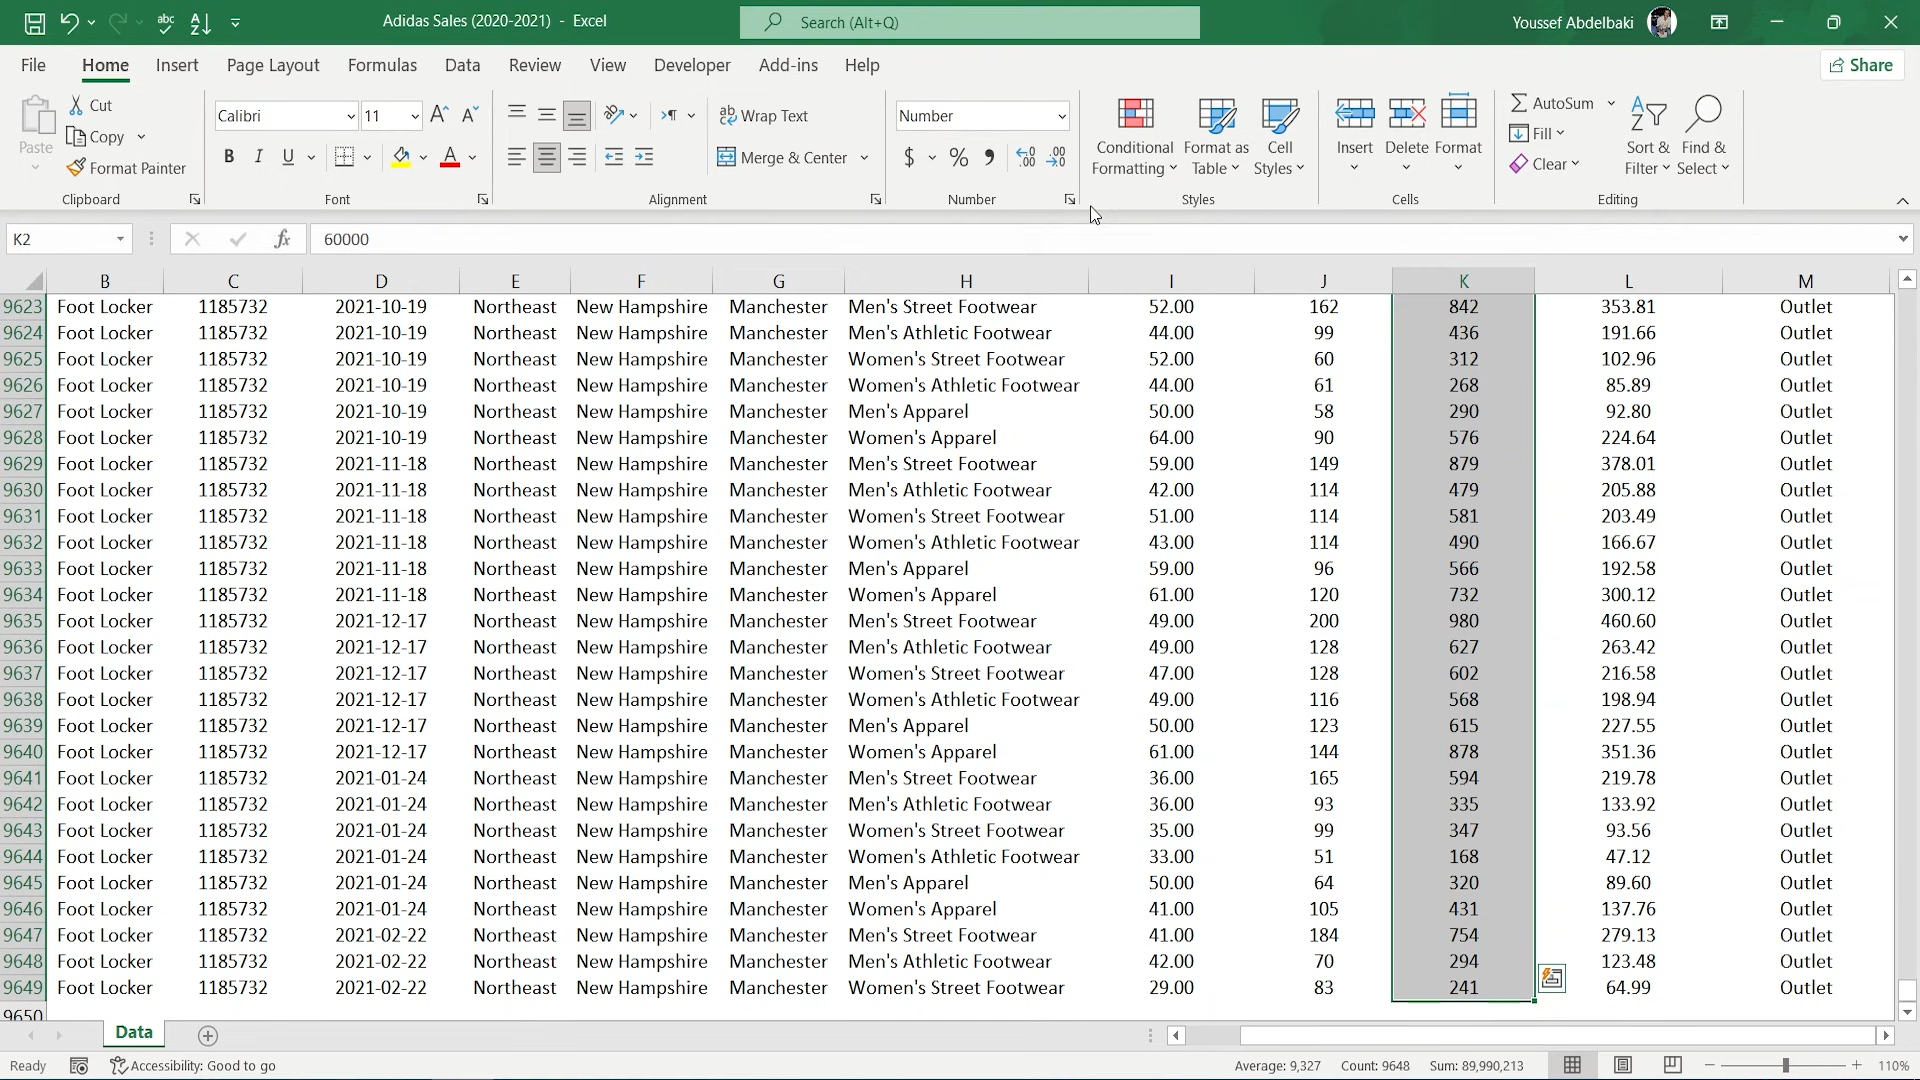 Adidas Sales (2020-2021) - Excel
Search (Alt+Q)
Youssef Abdelbaki
File Home Insert Page Layout Formulas Data Review View Developer Add-ins Help Share
Paste Cut Copy Format Painter Clipboard
Calibri 11 Font
Wrap Text Merge & Center Alignment
Number $ % Number
Conditional Formatting Format as Table Cell Styles Styles
Insert Delete Format Cells
AutoSum Fill Clear Sort & Filter Find & Select Editing
K2 fx 60000
B C D E F G H I J K L M
9623 Foot Locker 1185732 2021-10-19 Northeast New Hampshire Manchester Men's Street Footwear 52.00 162 842 353.81 Outlet
9624 Foot Locker 1185732 2021-10-19 Northeast New Hampshire Manchester Men's Athletic Footwear 44.00 99 436 191.66 Outlet
9625 Foot Locker 1185732 2021-10-19 Northeast New Hampshire Manchester Women's Street Footwear 52.00 60 312 102.96 Outlet
9626 Foot Locker 1185732 2021-10-19 Northeast New Hampshire Manchester Women's Athletic Footwear 44.00 61 268 85.89 Outlet
9627 Foot Locker 1185732 2021-10-19 Northeast New Hampshire Manchester Men's Apparel 50.00 58 290 92.80 Outlet
9628 Foot Locker 1185732 2021-10-19 Northeast New Hampshire Manchester Women's Apparel 64.00 90 576 224.64 Outlet
9629 Foot Locker 1185732 2021-11-18 Northeast New Hampshire Manchester Men's Street Footwear 59.00 149 879 378.01 Outlet
9630 Foot Locker 1185732 2021-11-18 Northeast New Hampshire Manchester Men's Athletic Footwear 42.00 114 479 205.88 Outlet
9631 Foot Locker 1185732 2021-11-18 Northeast New Hampshire Manchester Women's Street Footwear 51.00 114 581 203.49 Outlet
9632 Foot Locker 1185732 2021-11-18 Northeast New Hampshire Manchester Women's Athletic Footwear 43.00 114 490 166.67 Outlet
9633 Foot Locker 1185732 2021-11-18 Northeast New Hampshire Manchester Men's Apparel 59.00 96 566 192.58 Outlet
9634 Foot Locker 1185732 2021-11-18 Northeast New Hampshire Manchester Women's Apparel 61.00 120 732 300.12 Outlet
9635 Foot Locker 1185732 2021-12-17 Northeast New Hampshire Manchester Men's Street Footwear 49.00 200 980 460.60 Outlet
9636 Foot Locker 1185732 2021-12-17 Northeast New Hampshire Manchester Men's Athletic Footwear 49.00 128 627 263.42 Outlet
9637 Foot Locker 1185732 2021-12-17 Northeast New Hampshire Manchester Women's Street Footwear 47.00 128 602 216.58 Outlet
9638 Foot Locker 1185732 2021-12-17 Northeast New Hampshire Manchester Women's Athletic Footwear 49.00 116 568 198.94 Outlet
9639 Foot Locker 1185732 2021-12-17 Northeast New Hampshire Manchester Men's Apparel 50.00 123 615 227.55 Outlet
9640 Foot Locker 1185732 2021-12-17 Northeast New Hampshire Manchester Women's Apparel 61.00 144 878 351.36 Outlet
9641 Foot Locker 1185732 2021-01-24 Northeast New Hampshire Manchester Men's Street Footwear 36.00 165 594 219.78 Outlet
9642 Foot Locker 1185732 2021-01-24 Northeast New Hampshire Manchester Men's Athletic Footwear 36.00 93 335 133.92 Outlet
9643 Foot Locker 1185732 2021-01-24 Northeast New Hampshire Manchester Women's Street Footwear 35.00 99 347 93.56 Outlet
9644 Foot Locker 1185732 2021-01-24 Northeast New Hampshire Manchester Women's Athletic Footwear 33.00 51 168 47.12 Outlet
9645 Foot Locker 1185732 2021-01-24 Northeast New Hampshire Manchester Men's Apparel 50.00 64 320 89.60 Outlet
9646 Foot Locker 1185732 2021-01-24 Northeast New Hampshire Manchester Women's Apparel 41.00 105 431 137.76 Outlet
9647 Foot Locker 1185732 2021-02-22 Northeast New Hampshire Manchester Men's Street Footwear 41.00 184 754 279.13 Outlet
9648 Foot Locker 1185732 2021-02-22 Northeast New Hampshire Manchester Men's Athletic Footwear 42.00 70 294 123.48 Outlet
9649 Foot Locker 1185732 2021-02-22 Northeast New Hampshire Manchester Women's Street Footwear 29.00 83 241 64.99 Outlet
9650
Data
Ready Accessibility: Good to go Average: 9,327 Count: 9648 Sum: 89,990,213 110%